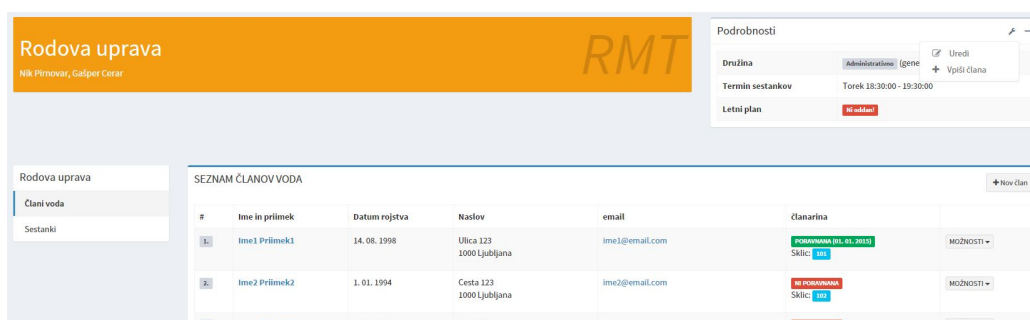 Rodova uprava
Nik Pirnovar, Gašper Cerar
RMT
Podrobnosti
Uredi
Vpiši člana
Družina Administrativno (gene
Termin sestankov Torek 18:30:00 - 19:30:00
Letni plan Ni oddan!
Rodova uprava
Člani voda
Sestanki
SEZNAM ČLANOV VODA
+ Nov član
# Ime in priimek Datum rojstva Naslov email članarina
1. Ime1 Priimek1 14. 08. 1998 Ulica 123 ime1@email.com PORAVNANA (01. 01. 2015) MOŽNOSTI
1000 Ljubljana Sklic: 101
2. Ime2 Priimek2 1. 01. 1994 Cesta 123 ime2@email.com NI PORAVNANA MOŽNOSTI
1000 Ljubljana Sklic: 102